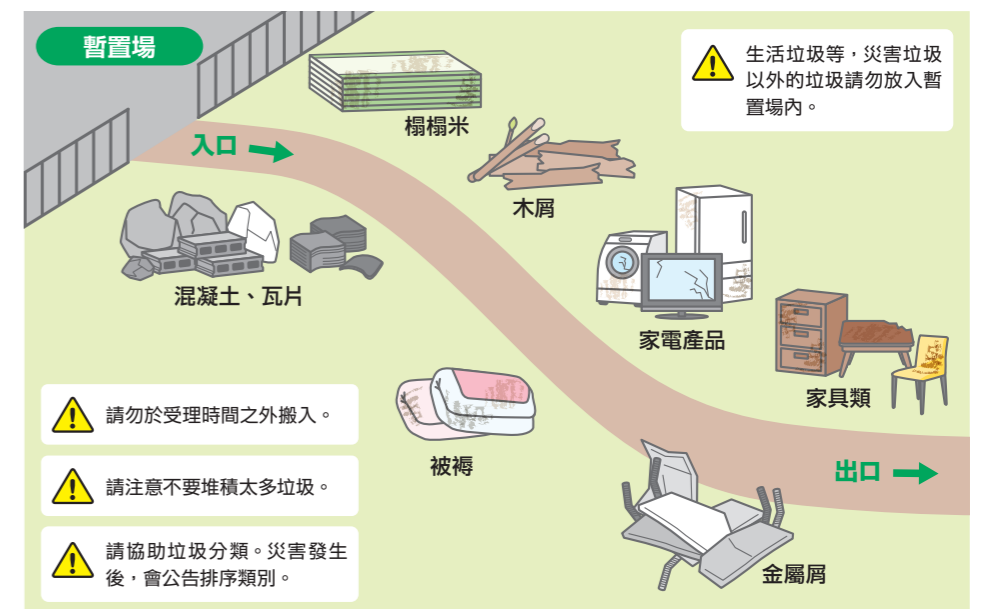 暫置場
生活垃圾等，災害垃圾
以外的垃圾請勿放入暫
置場內。
榻榻米
入口
木屑
混凝土、瓦片
家電產品
家具類
請勿於受理時間之外搬入。
被褥
出口
請注意不要堆積太多垃圾。
請協助垃圾分類。災害發生
後，會公告排序類別。
金屬屑